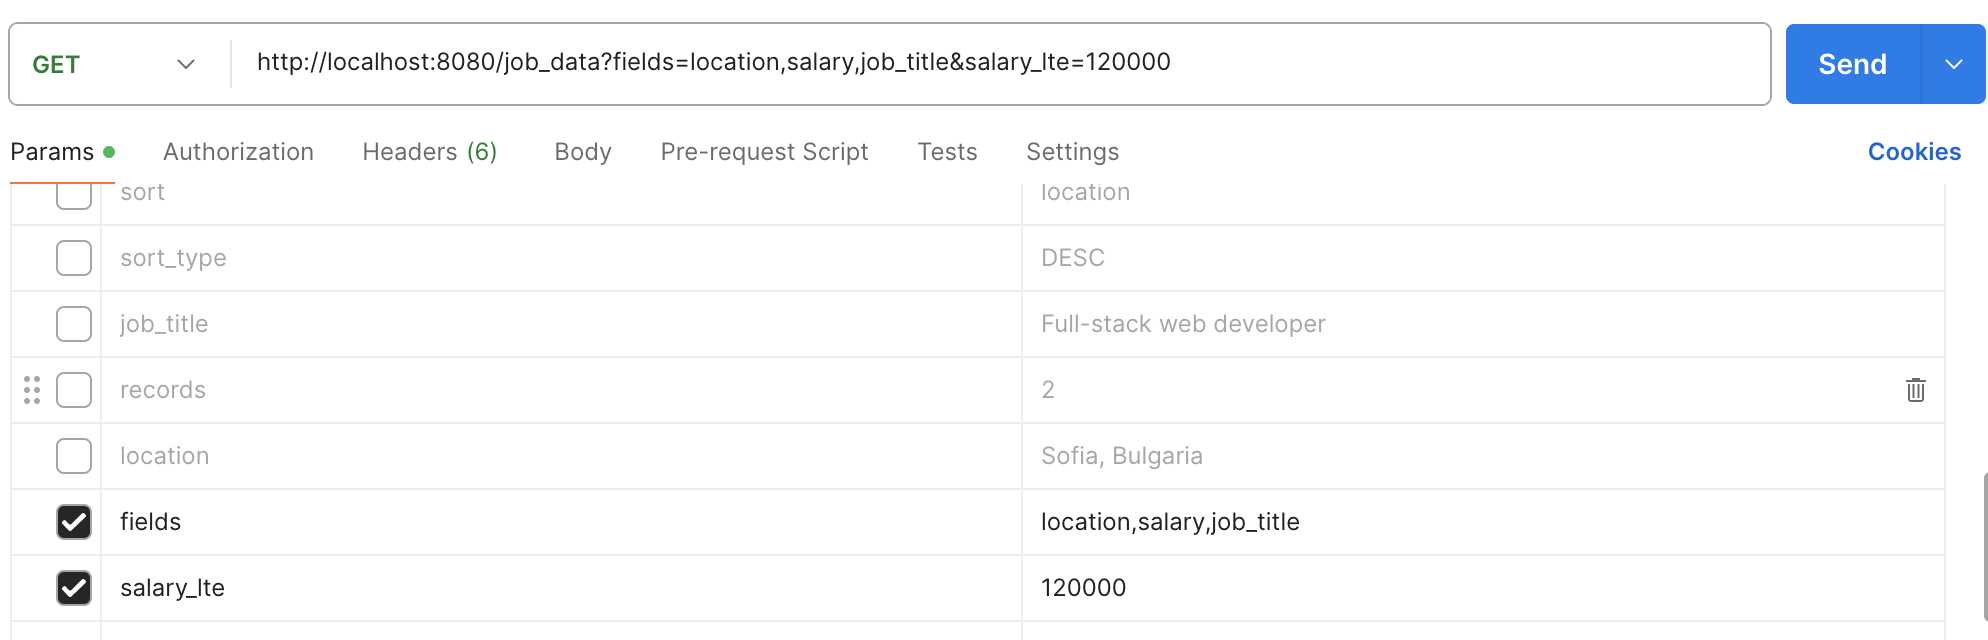 GET http://localhost:8080/job_data?fields=location,salary,job_title&salary_lte=120000 Send
Params Authorization Headers (6) Body Pre-request Script Tests Settings Cookies
sort location
sort_type DESC
job_title Full-stack web developer
records 2
location Sofia, Bulgaria
fields location,salary,job_title
salary_lte 120000